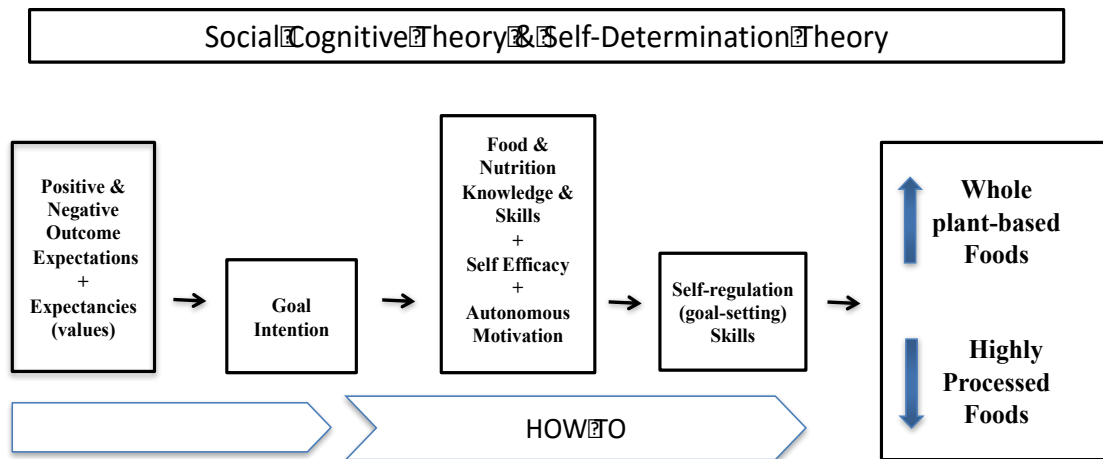 Social Cognitive Theory & Self-Determination Theory
Positive &
Negative
Outcome
Expectations
+
Expectancies
(values)
Goal
Intention
Food &
Nutrition
Knowledge &
Skills
+
Self Efficacy
+
Autonomous
Motivation
Self-regulation
(goal-setting)
Skills
Whole
plant-based
Foods
Highly
Processed
Foods
HOW TO